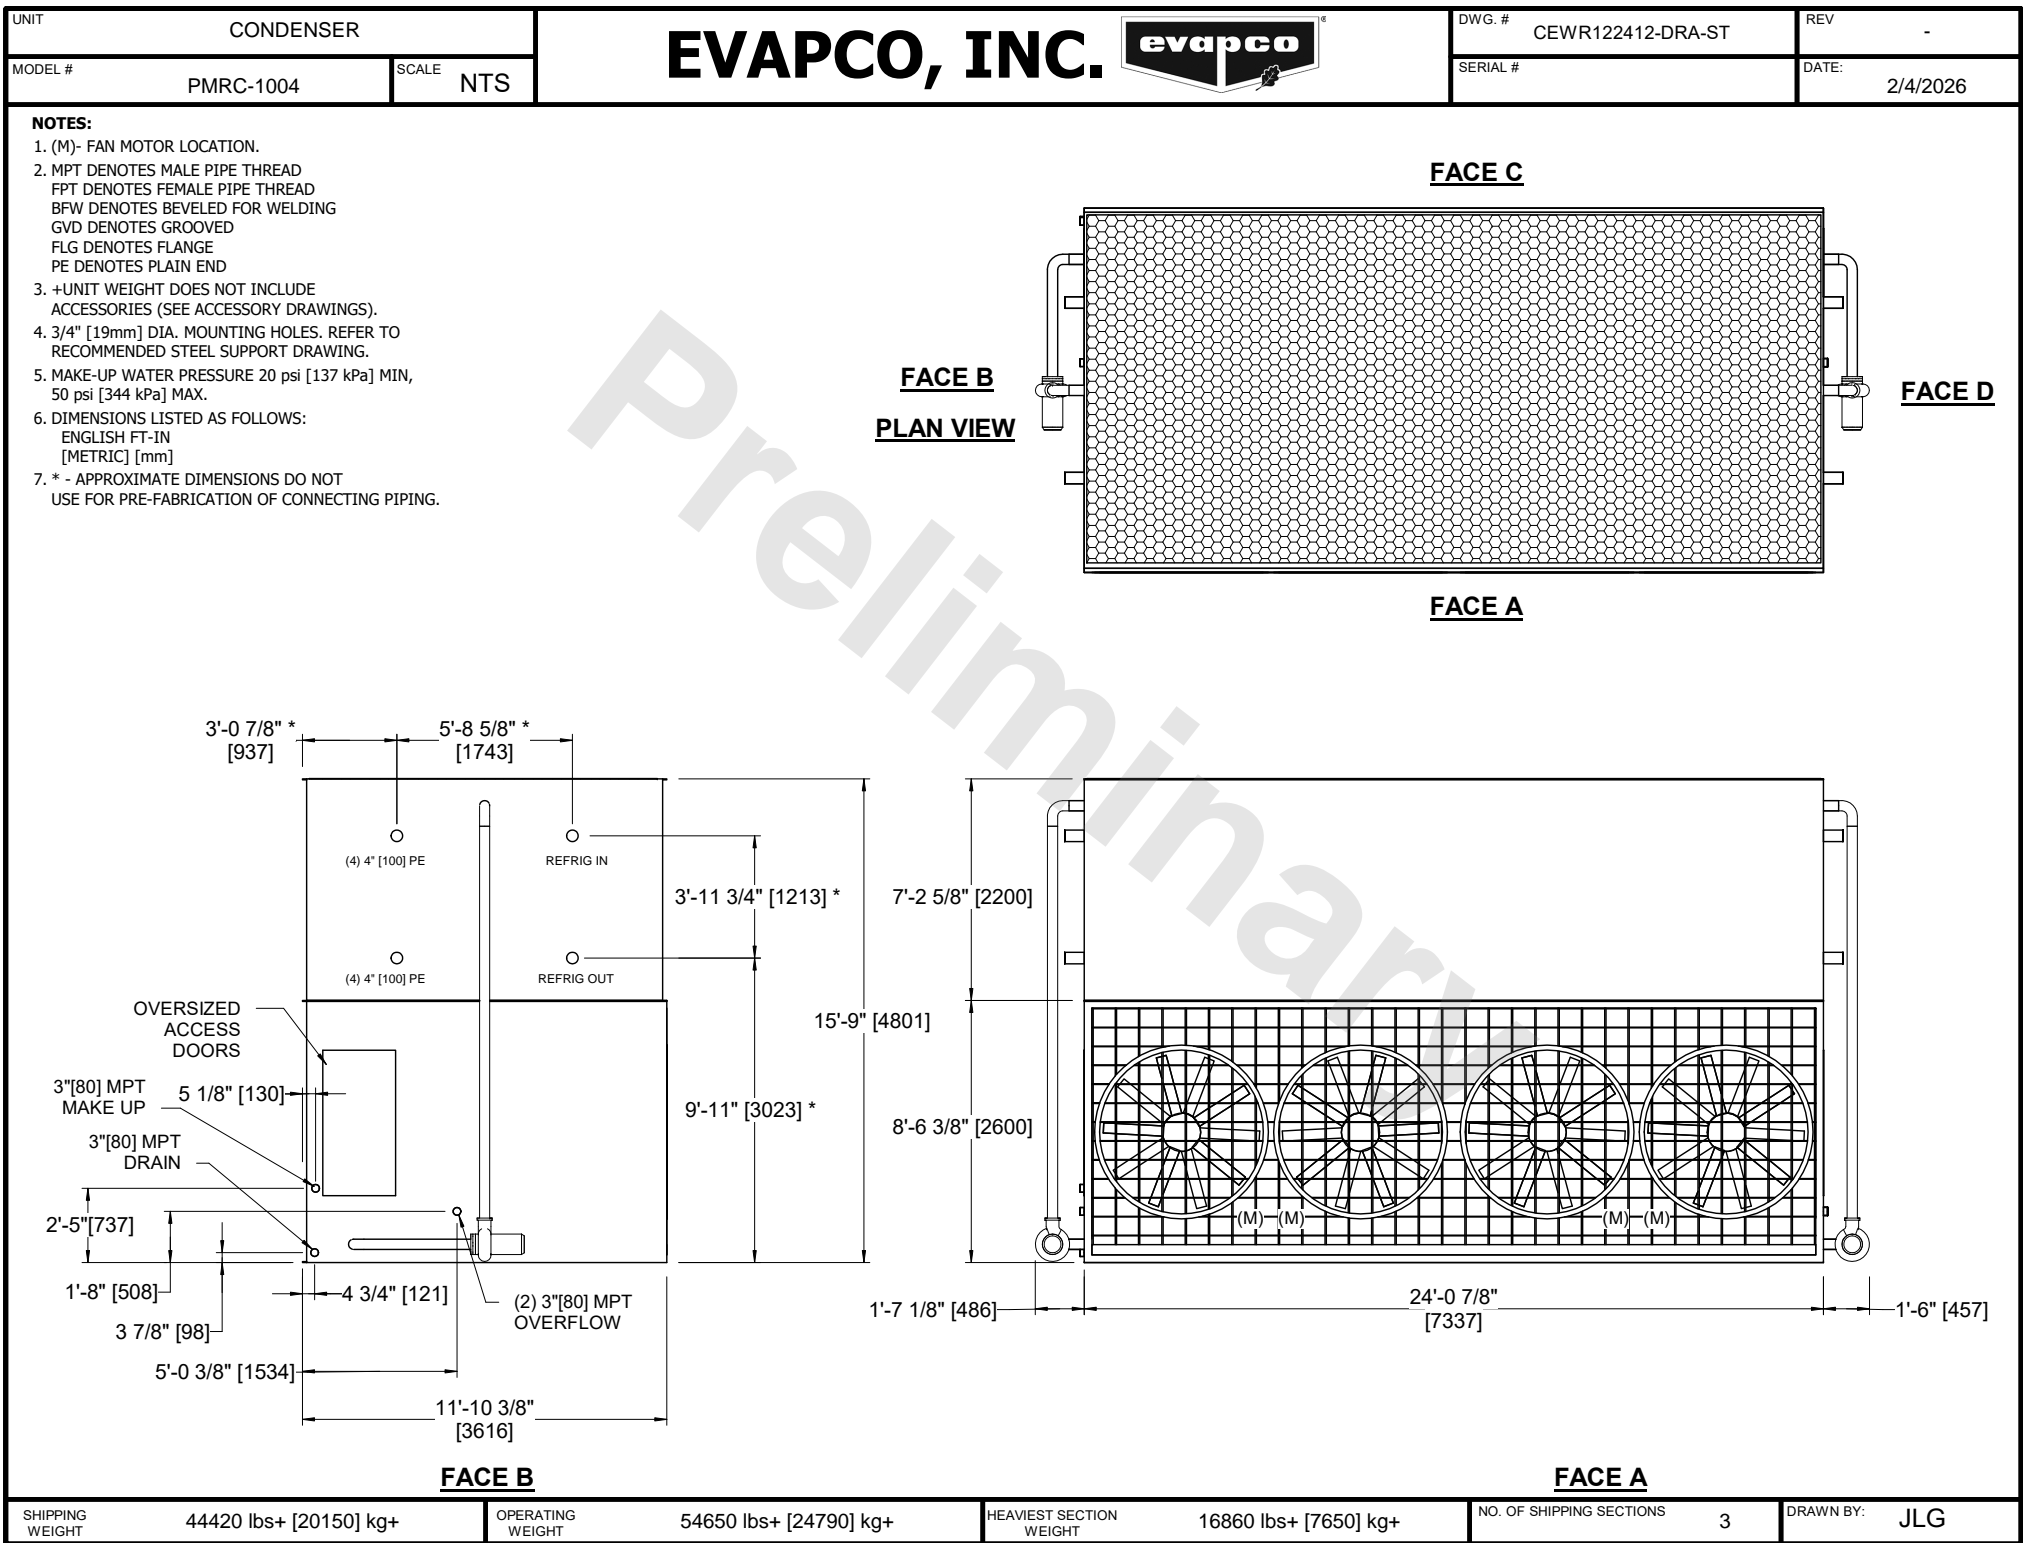 UNIT
CONDENSER
MODEL #
PMRC-1004
SCALE
NTS
EVAPCO, INC.
evapco
®
DWG. #
CEWR122412-DRA-ST
REV
-
SERIAL #
DATE:
2/4/2026
NOTES:
1. (M)- FAN MOTOR LOCATION.
2. MPT DENOTES MALE PIPE THREAD
FPT DENOTES FEMALE PIPE THREAD
BFW DENOTES BEVELED FOR WELDING
GVD DENOTES GROOVED
FLG DENOTES FLANGE
PE DENOTES PLAIN END
3. +UNIT WEIGHT DOES NOT INCLUDE
ACCESSORIES (SEE ACCESSORY DRAWINGS).
4. 3/4" [19mm] DIA. MOUNTING HOLES. REFER TO
RECOMMENDED STEEL SUPPORT DRAWING.
5. MAKE-UP WATER PRESSURE 20 psi [137 kPa] MIN,
50 psi [344 kPa] MAX.
6. DIMENSIONS LISTED AS FOLLOWS:
ENGLISH FT-IN
[METRIC] [mm]
7. * - APPROXIMATE DIMENSIONS DO NOT
USE FOR PRE-FABRICATION OF CONNECTING PIPING.
FACE C
FACE B
PLAN VIEW
FACE D
FACE A
Preliminary
3'-0 7/8" *
[937]
5'-8 5/8" *
[1743]
(4) 4" [100] PE
REFRIG IN
3'-11 3/4" [1213] *
(4) 4" [100] PE
REFRIG OUT
OVERSIZED
ACCESS
DOORS
15'-9" [4801]
3"[80] MPT
MAKE UP
5 1/8" [130]
9'-11" [3023] *
3"[80] MPT
DRAIN
2'-5"[737]
1'-8" [508]
4 3/4" [121]
(2) 3"[80] MPT
OVERFLOW
3 7/8" [98]
5'-0 3/8" [1534]
11'-10 3/8"
[3616]
FACE B
7'-2 5/8" [2200]
8'-6 3/8" [2600]
(M) (M) (M) (M)
1'-7 1/8" [486]
24'-0 7/8"
[7337]
1'-6" [457]
FACE A
SHIPPING
WEIGHT
44420 lbs+ [20150] kg+
OPERATING
WEIGHT
54650 lbs+ [24790] kg+
HEAVIEST SECTION
WEIGHT
16860 lbs+ [7650] kg+
NO. OF SHIPPING SECTIONS
3
DRAWN BY:
JLG